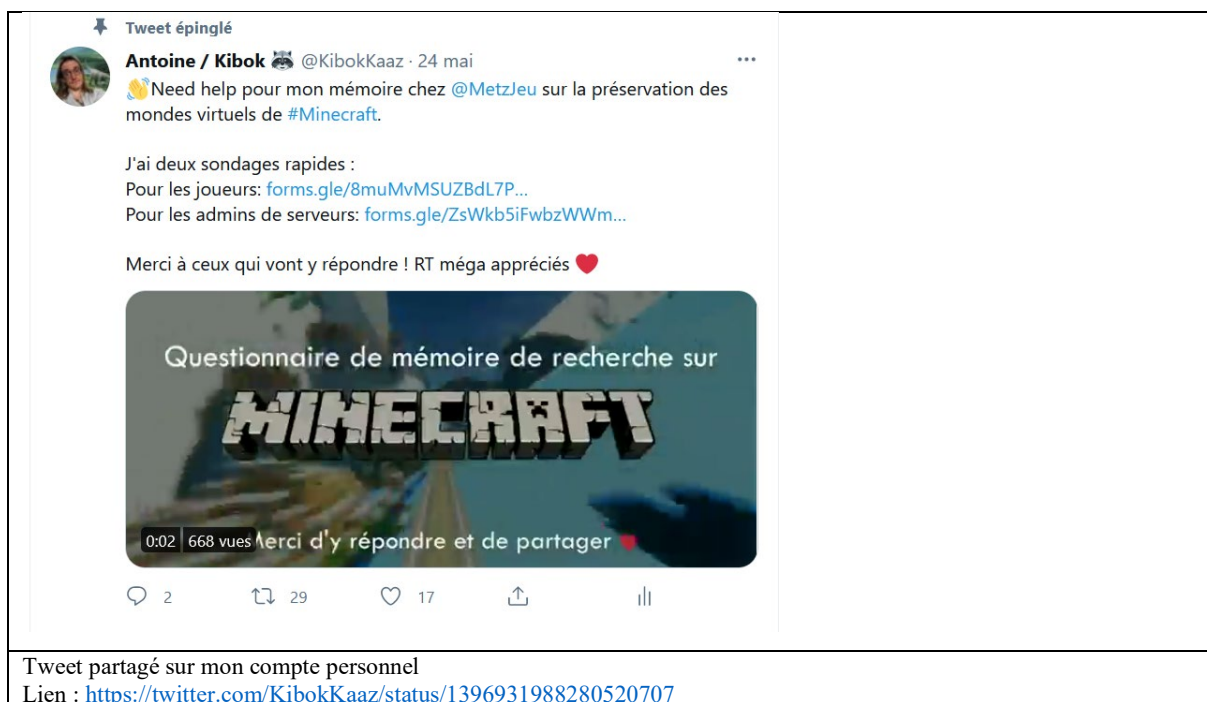 Tweet épinglé
Antoine / Kibok 🦝 @KibokKaaz · 24 mai
👋Need help pour mon mémoire chez @MetzJeu sur la préservation des
mondes virtuels de #Minecraft.
J'ai deux sondages rapides :
Pour les joueurs: forms.gle/8muMvMSUZBdL7P...
Pour les admins de serveurs: forms.gle/ZsWkb5iFwbzWWm...
Merci à ceux qui vont y répondre ! RT méga appréciés ❤
Questionnaire de mémoire de recherche sur
MINECRAFT
0:02 668 vues Merci d'y répondre et de partager ❤
2 29 17
Tweet partagé sur mon compte personnel
Lien : https://twitter.com/KibokKaaz/status/1396931988280520707